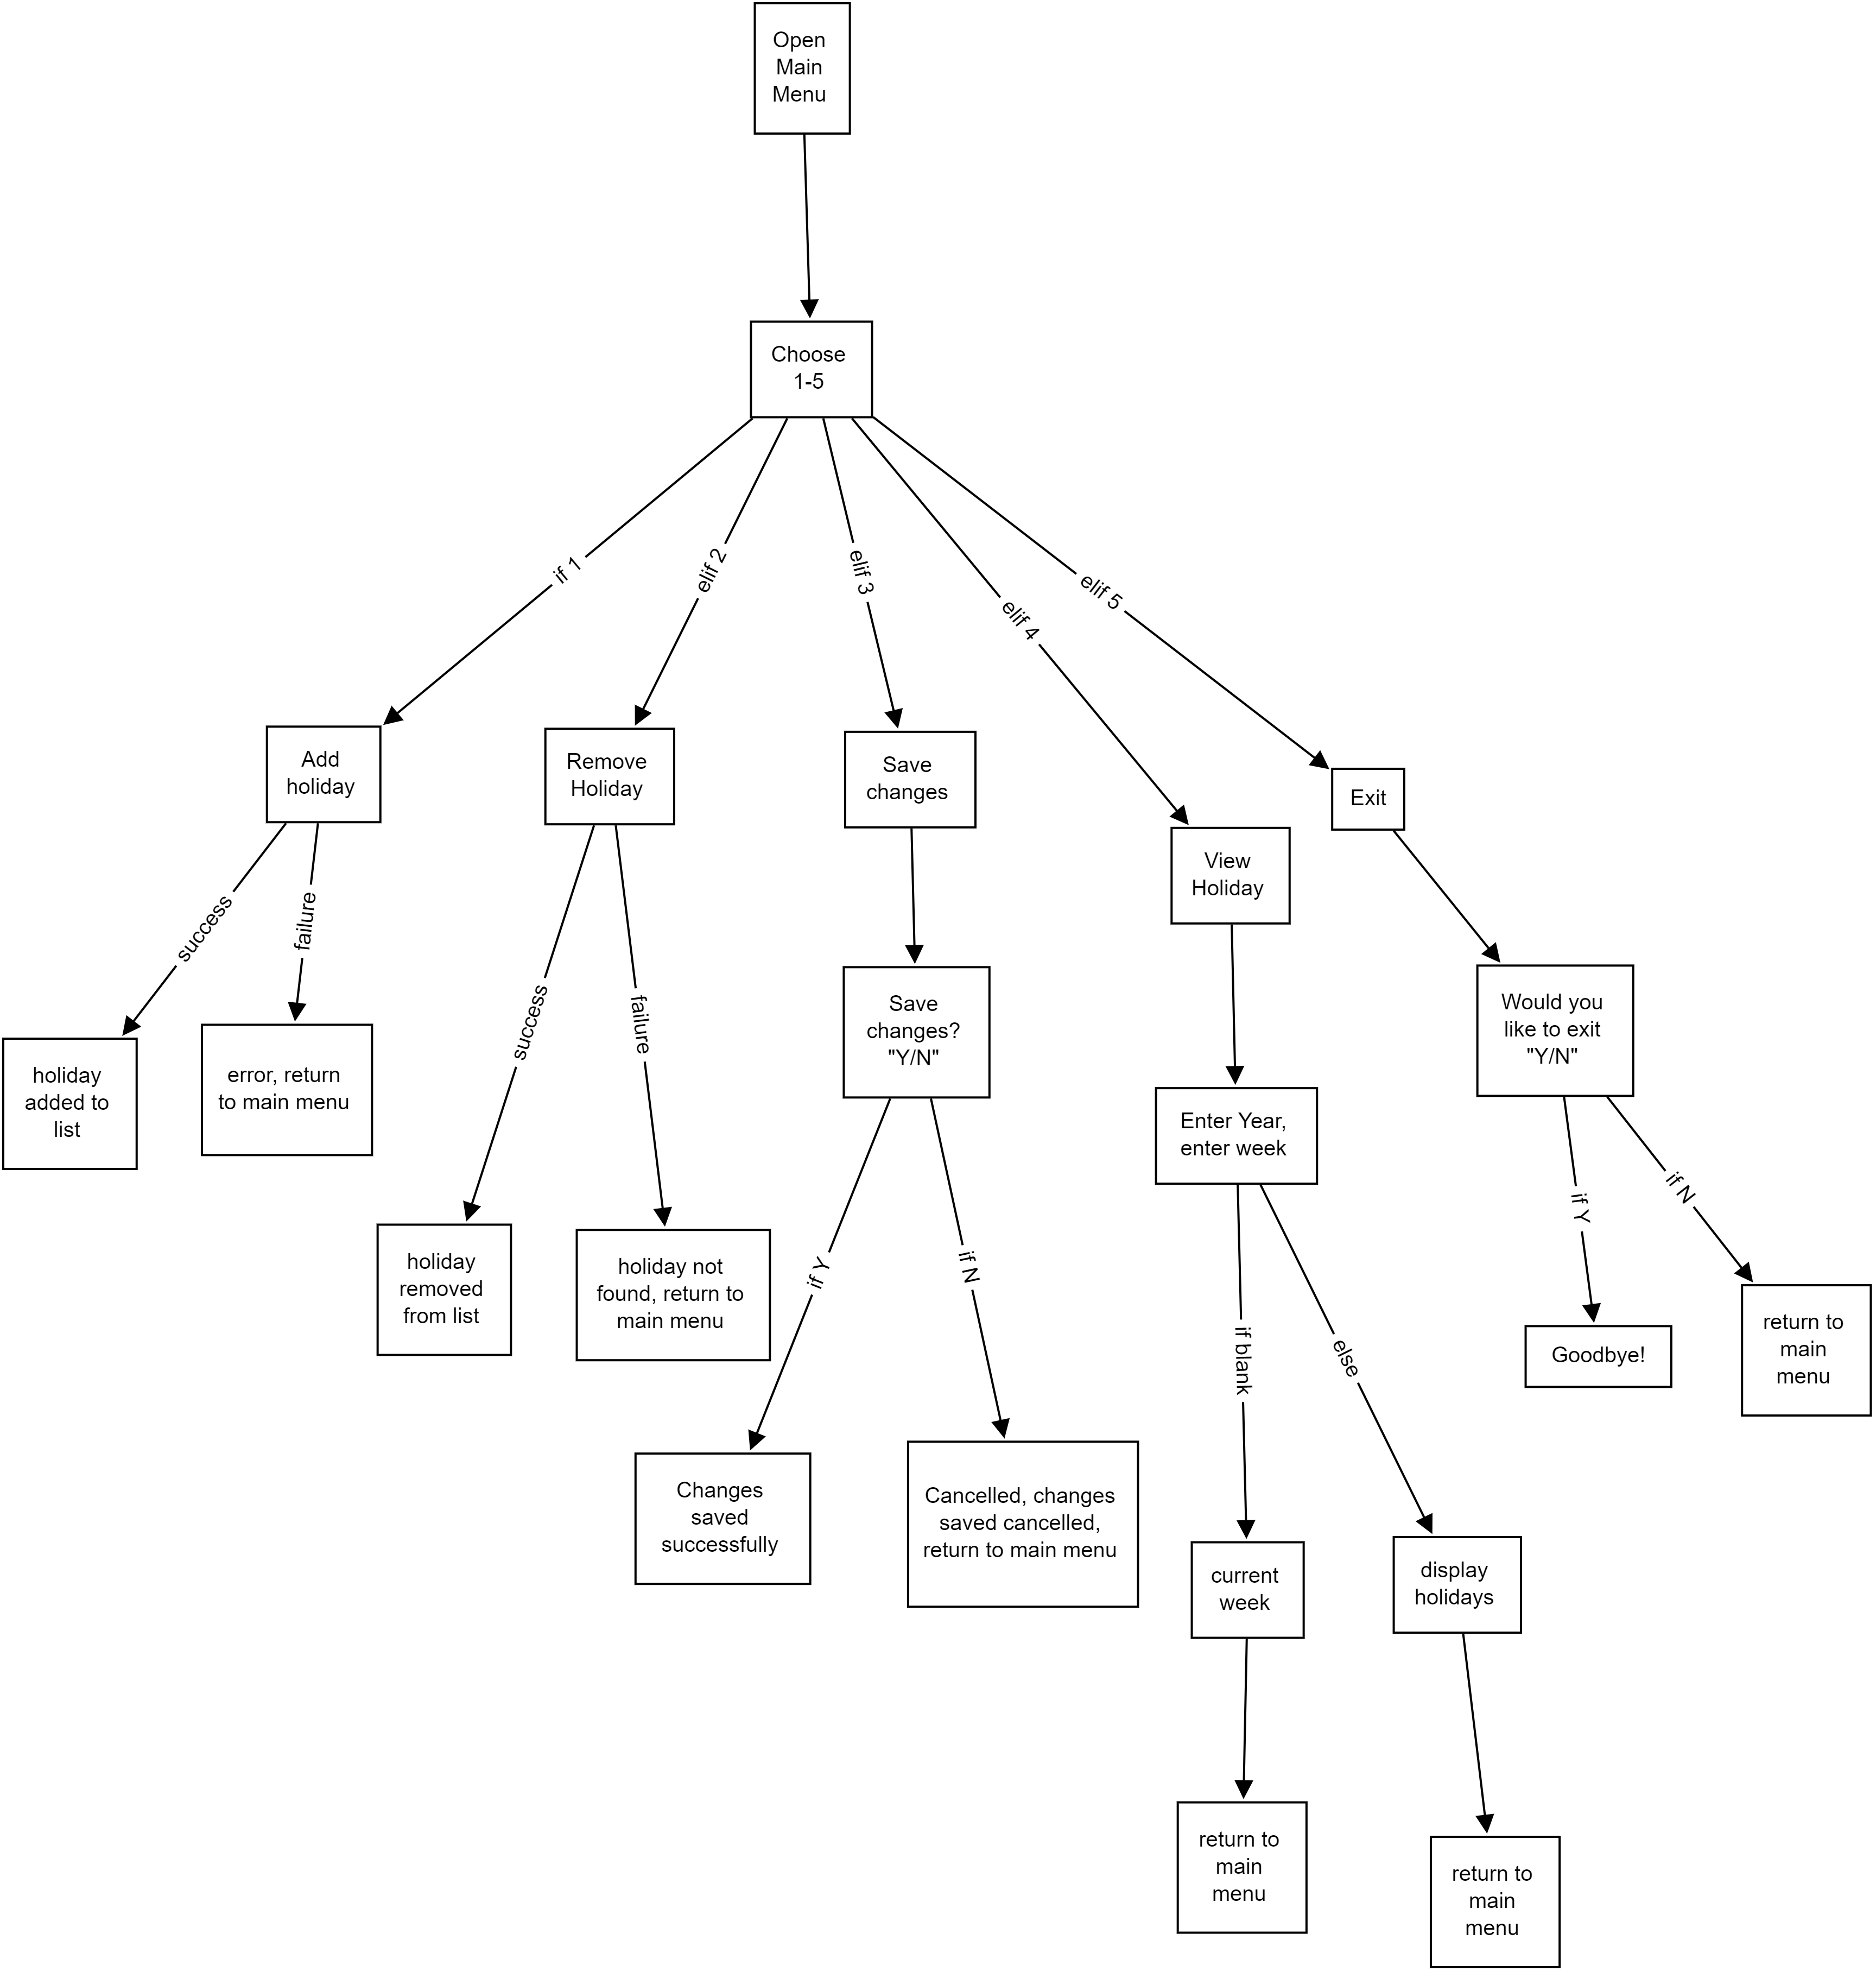 Open
Main
Menu
Choose
1-5
if 1
elif 2
elif 3
elif 4
elif 5
Add
holiday
Remove
Holiday
Save
changes
View
Holiday
Exit
success
failure
success
failure
holiday
added to
list
error, return
to main menu
Save
changes?
"Y/N"
Would you
like to exit
"Y/N"
Enter Year,
enter week
holiday
removed
from list
holiday not
found, return to
main menu
if Y
if N
if blank
else
if Y
if N
Goodbye!
return to
main
menu
Changes
saved
successfully
Cancelled, changes
saved cancelled,
return to main menu
current
week
display
holidays
return to
main
menu
return to
main
menu